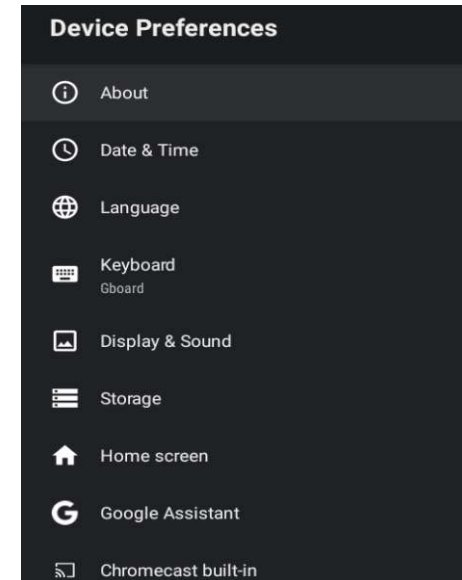 Device Preferences
About
Date & Time
Language
Keyboard
Gboard
Display & Sound
Storage
Home screen
Google Assistant
Chromecast built-in